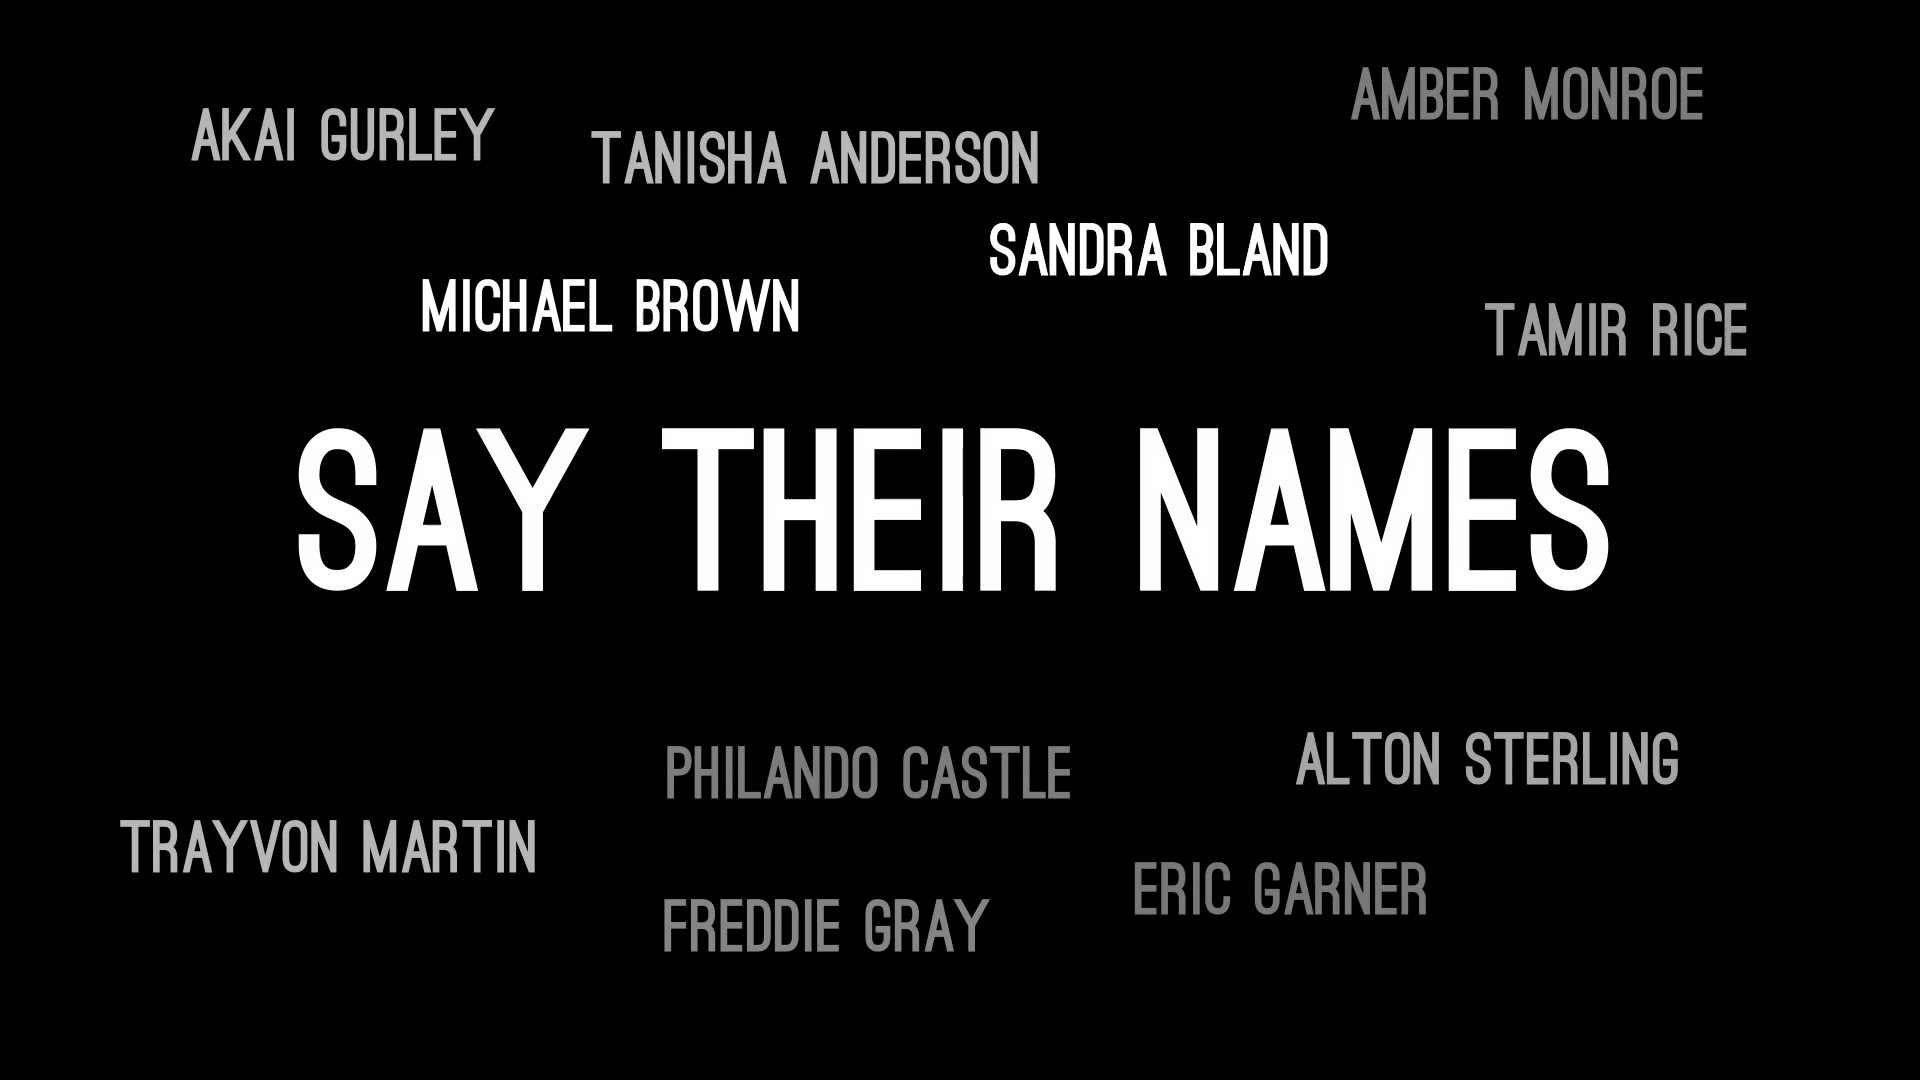 AMBER MONROE
AKAI GURLEY
TANISHA ANDERSON
SANDRA BLAND
MICHAEL BROWN
TAMIR RICE
SAY THEIR NAMES
PHILANDO CASTLE
ALTON STERLING
TRAYVON MARTIN
ERIC GARNER
FREDDIE GRAY